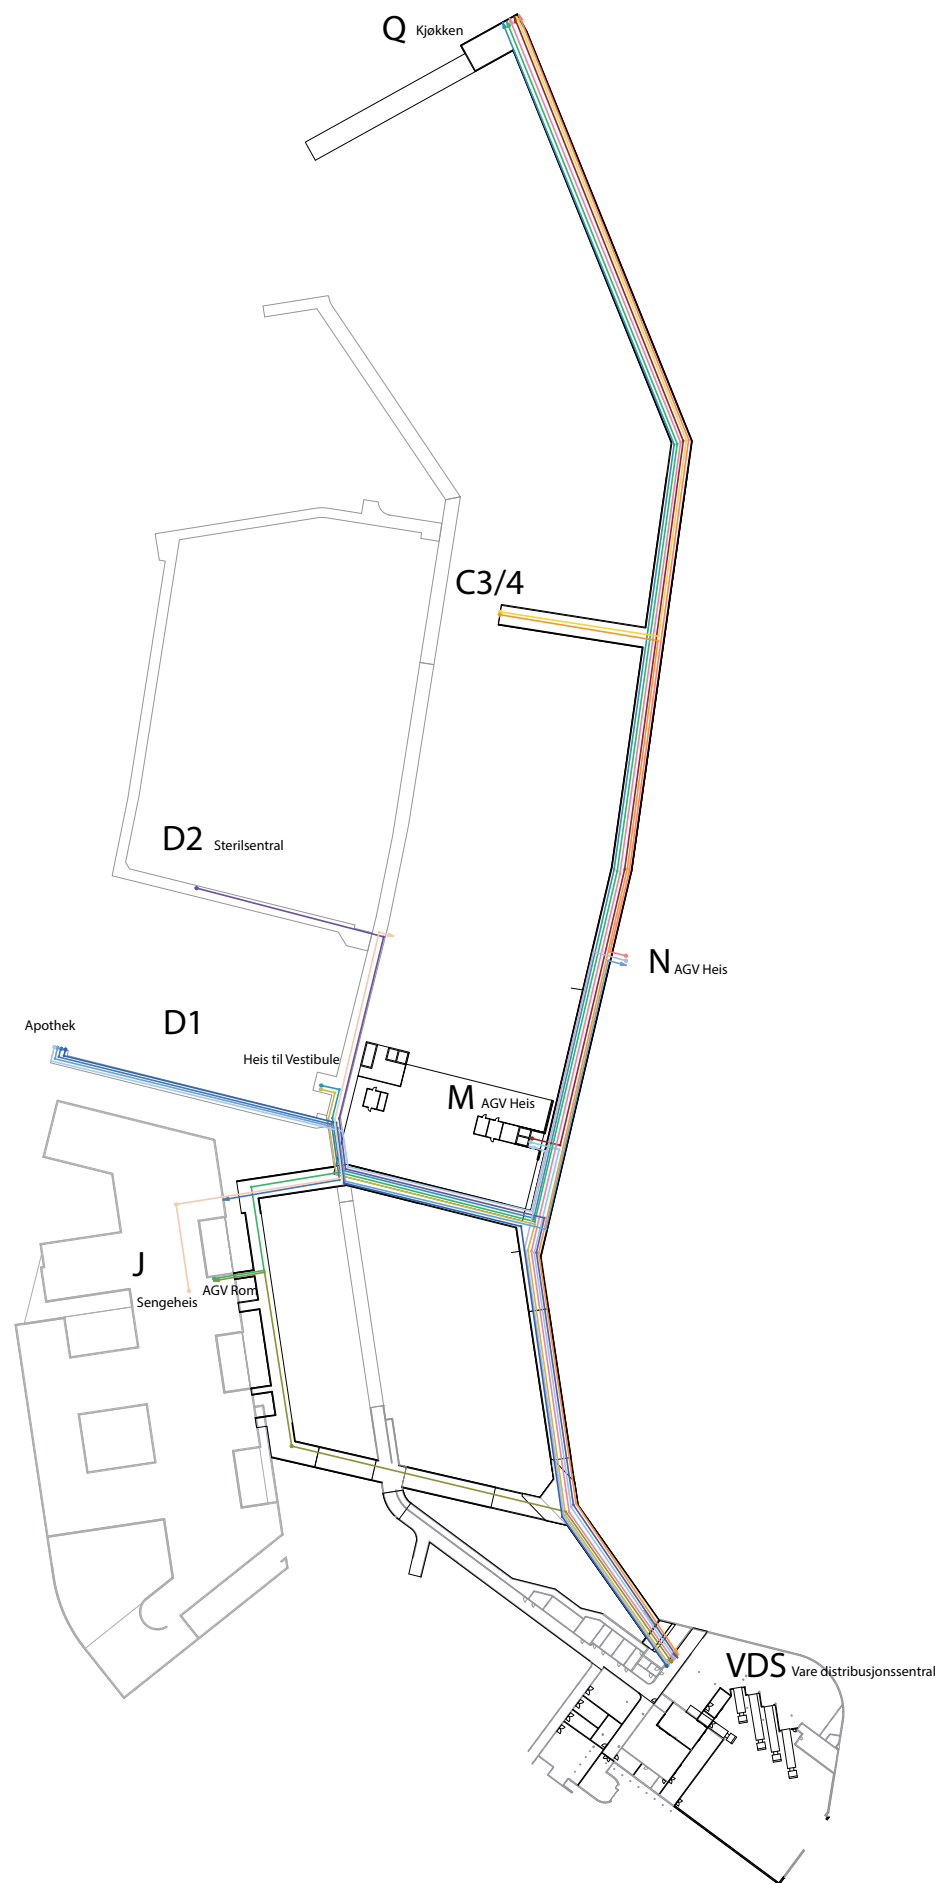 Q Kjøkken
C3/4
D2 Sterilsentral
N AGV Heis
D1
Apothek
Heis til Vestibule
M AGV Heis
J
AGV Rom
Sengeheis
VDS Vare distribusjonssentral